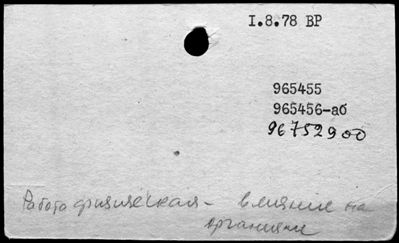 I.8.78 ВР
965455
965456-аб
96752900
Работа физическая - влияние на
организм